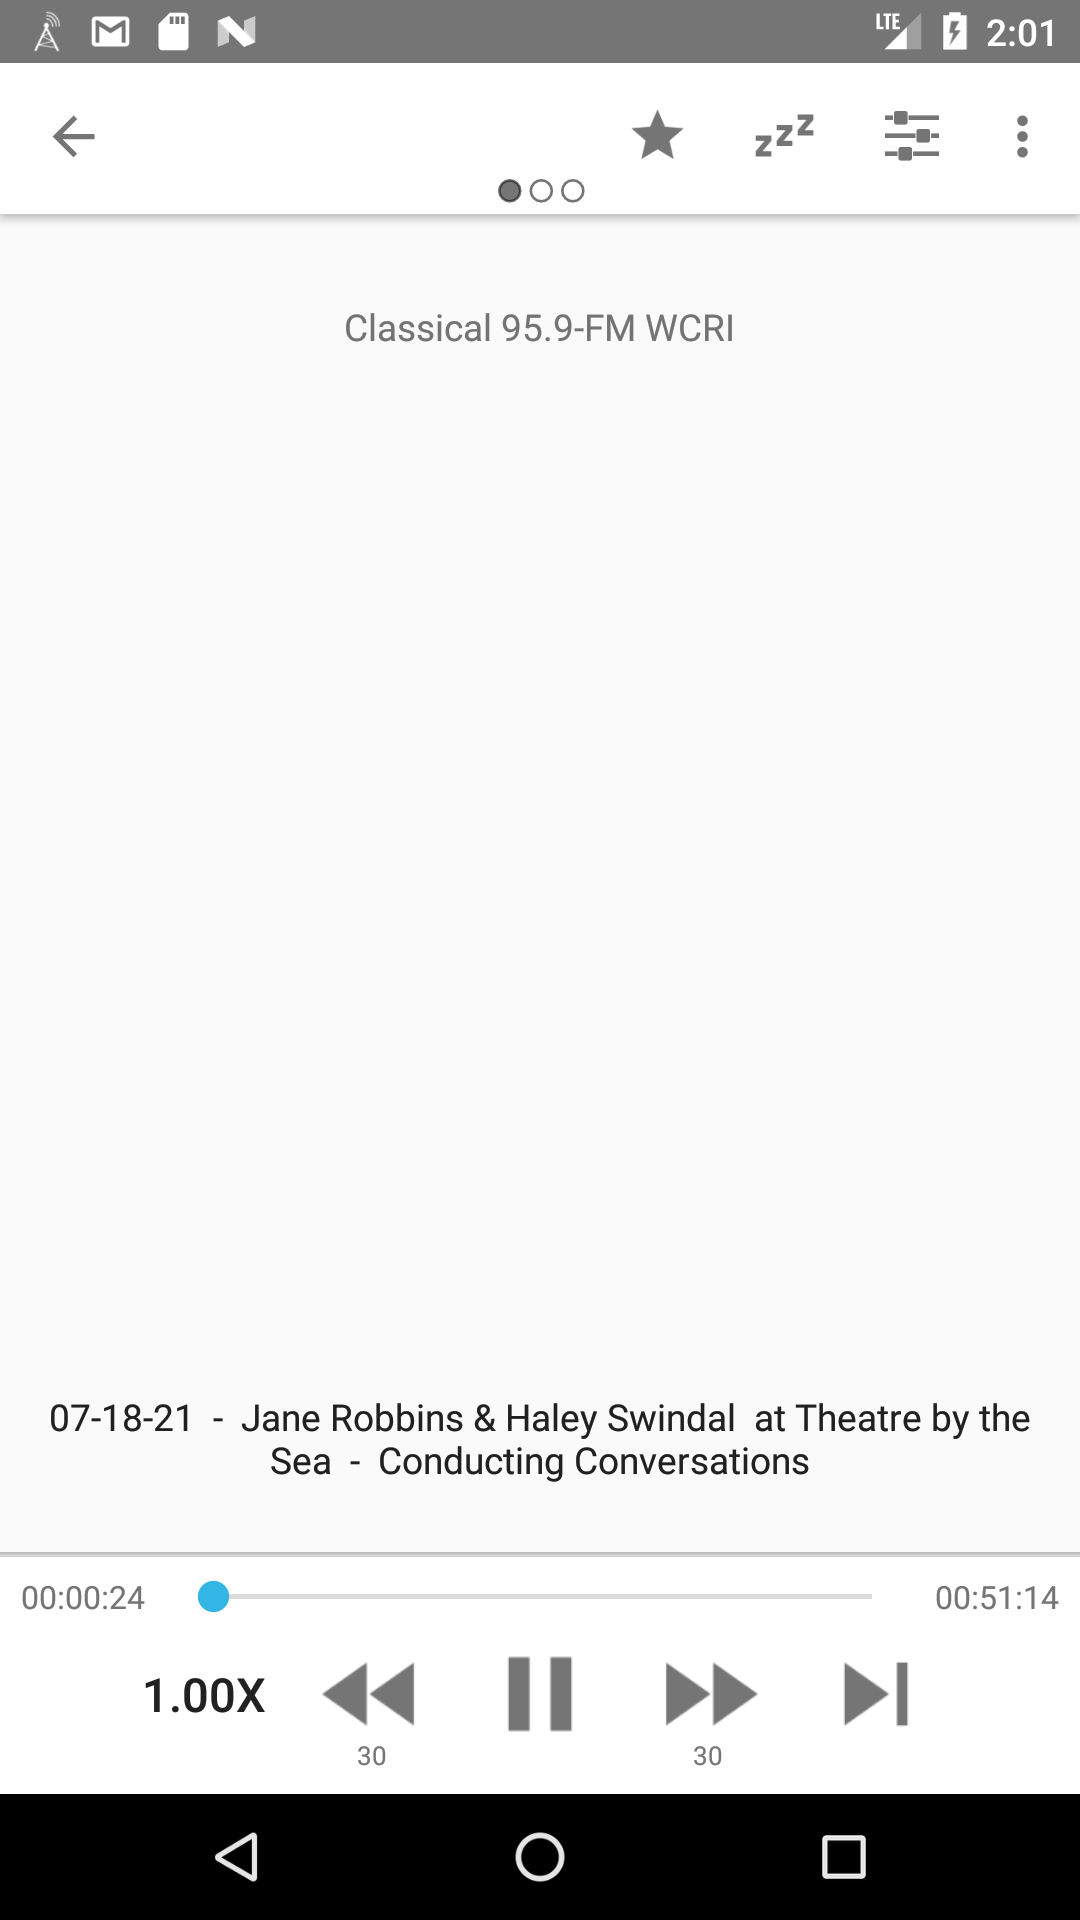 LTE 2:01
zzz
Classical 95.9-FM WCRI
07-18-21 - Jane Robbins & Haley Swindal at Theatre by the
Sea - Conducting Conversations
00:00:24 00:51:14
1.00X
30 30